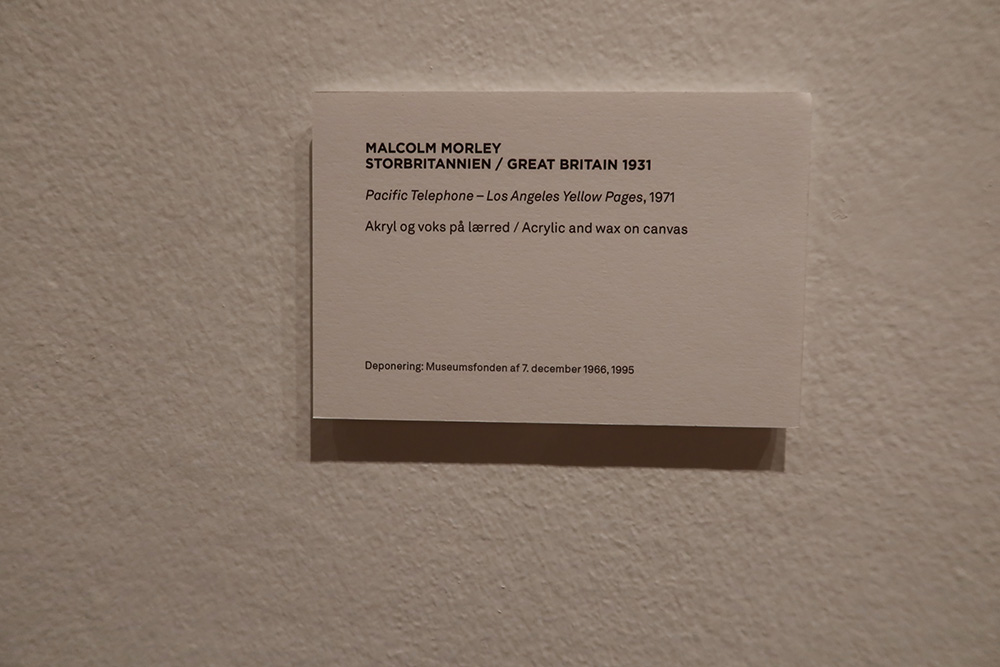 MALCOLM MORLEY
STORBRITANNIEN / GREAT BRITAIN 1931
Pacific Telephone – Los Angeles Yellow Pages, 1971
Akryl og voks på lærred / Acrylic and wax on canvas
Deponering: Museumsfonden af 7. december 1966, 1995